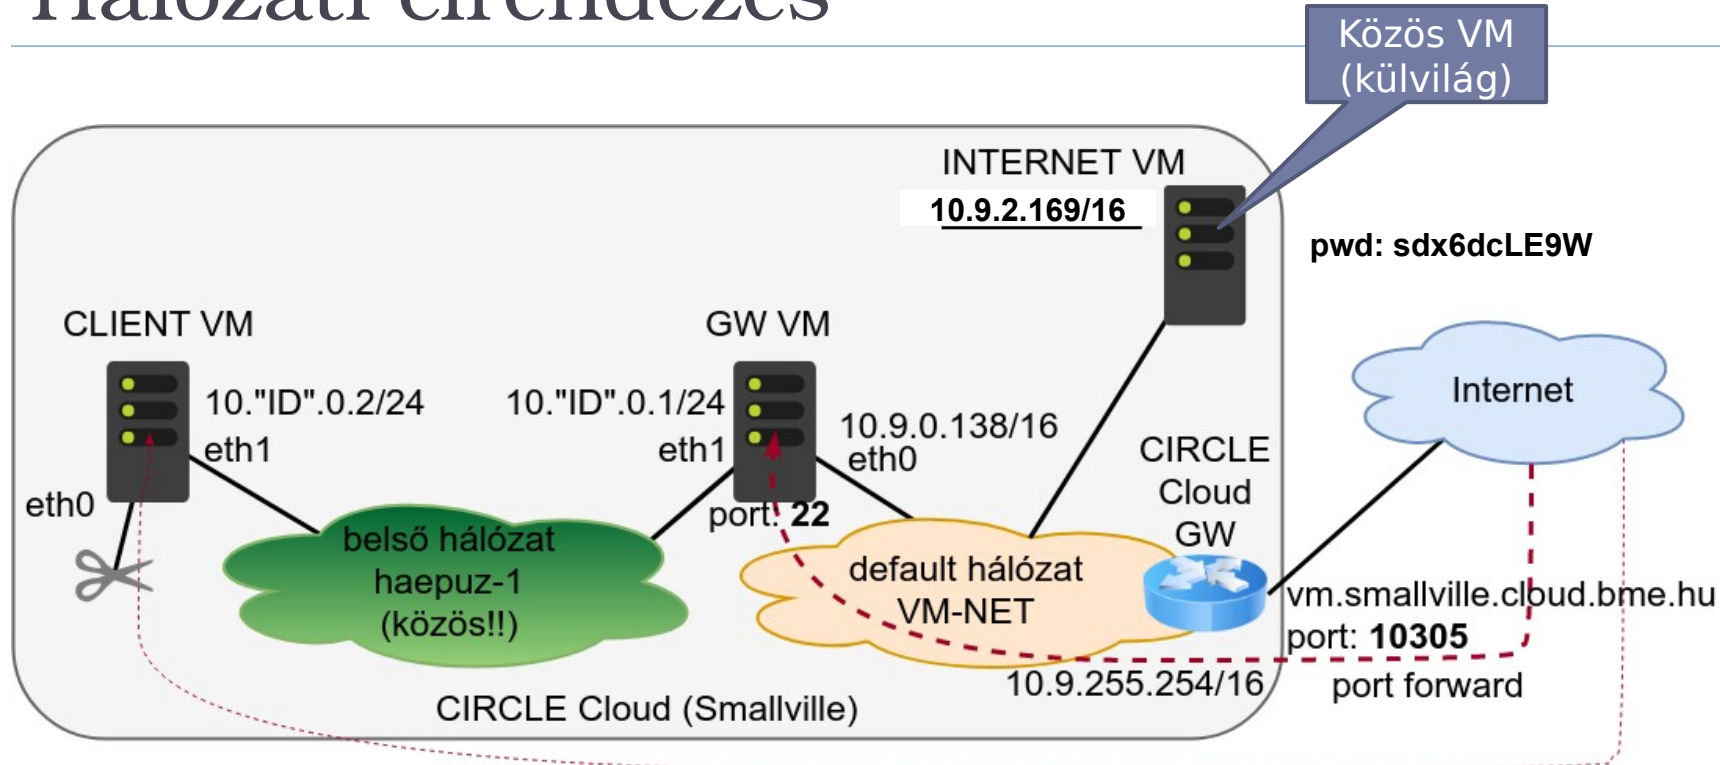 Hálózati elrendezés
Közös VM
(külvilág)
INTERNET VM
10.9.2.169/16
pwd: sdx6dcLE9W
CLIENT VM
GW VM
10."ID".0.2/24
eth1
10."ID".0.1/24
eth1
10.9.0.138/16
eth0
CIRCLE
Cloud
GW
Internet
eth0
port: 22
belső hálózat
haepuz-1
(közös!!)
default hálózat
VM-NET
vm.smallville.cloud.bme.hu
port: 10305
10.9.255.254/16
port forward
CIRCLE Cloud (Smallville)